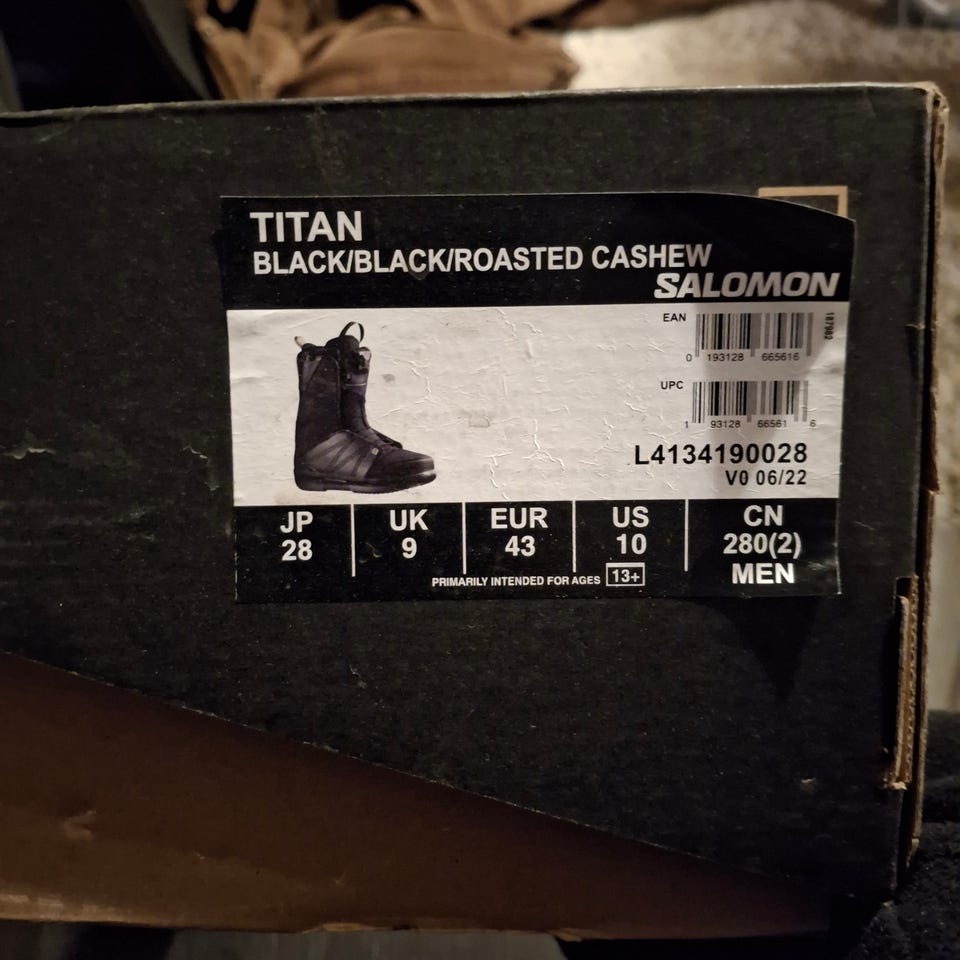 TITAN
BLACK/BLACK/ROASTED CASHEW
SALOMON
EAN
0 193128 665616
187982
UPC
1 93128 66561 6
L4134190028
V0 06/22
JP UK EUR US CN
28 9 43 10 280(2)
PRIMARILY INTENDED FOR AGES 13+ MEN